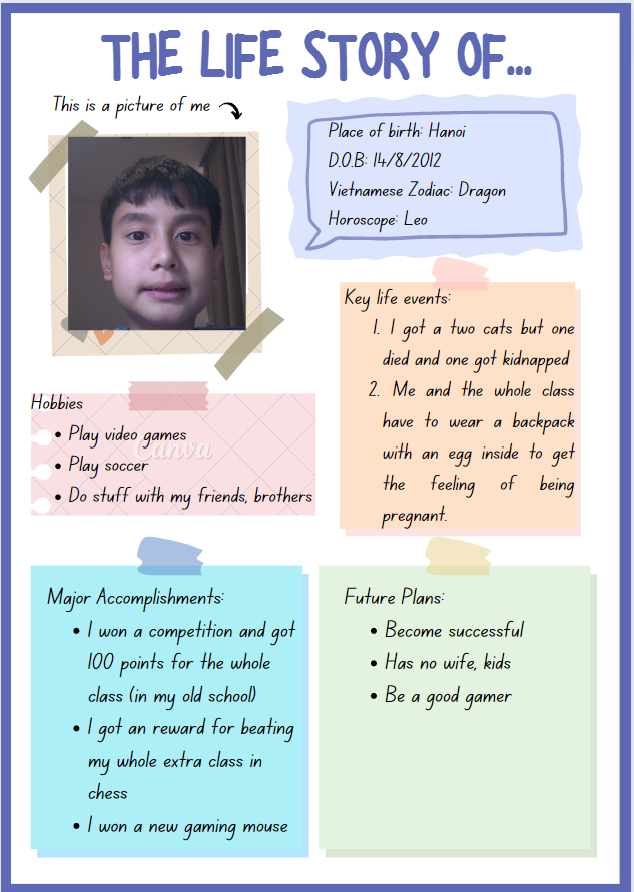 THE LIFE STORY OF...
This is a picture of me
Place of birth: Hanoi
D.O.B: 14/8/2012
Vietnamese Zodiac: Dragon
Horoscope: Leo
Key life events:
1. I got a two cats but one
died and one got kidnapped
2. Me and the whole class
have to wear a backpack
with an egg inside to get
the feeling of being
pregnant.
Hobbies
• Play video games
• Play soccer
• Do stuff with my friends, brothers
Canva
Major Accomplishments:
• I won a competition and got
100 points for the whole
class (in my old school)
• I got an reward for beating
my whole extra class in
chess
• I won a new gaming mouse
Future Plans:
• Become successful
• Has no wife, kids
• Be a good gamer